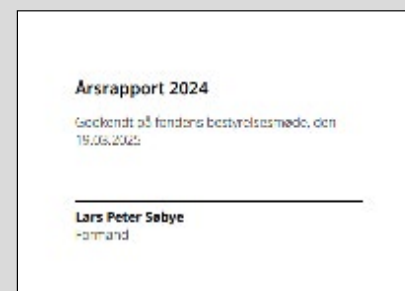 Årsrapport 2024
Godkendt på fondens bestyrelsesmøde, den
19.03.2025
Lars Peter Søbye
Formand